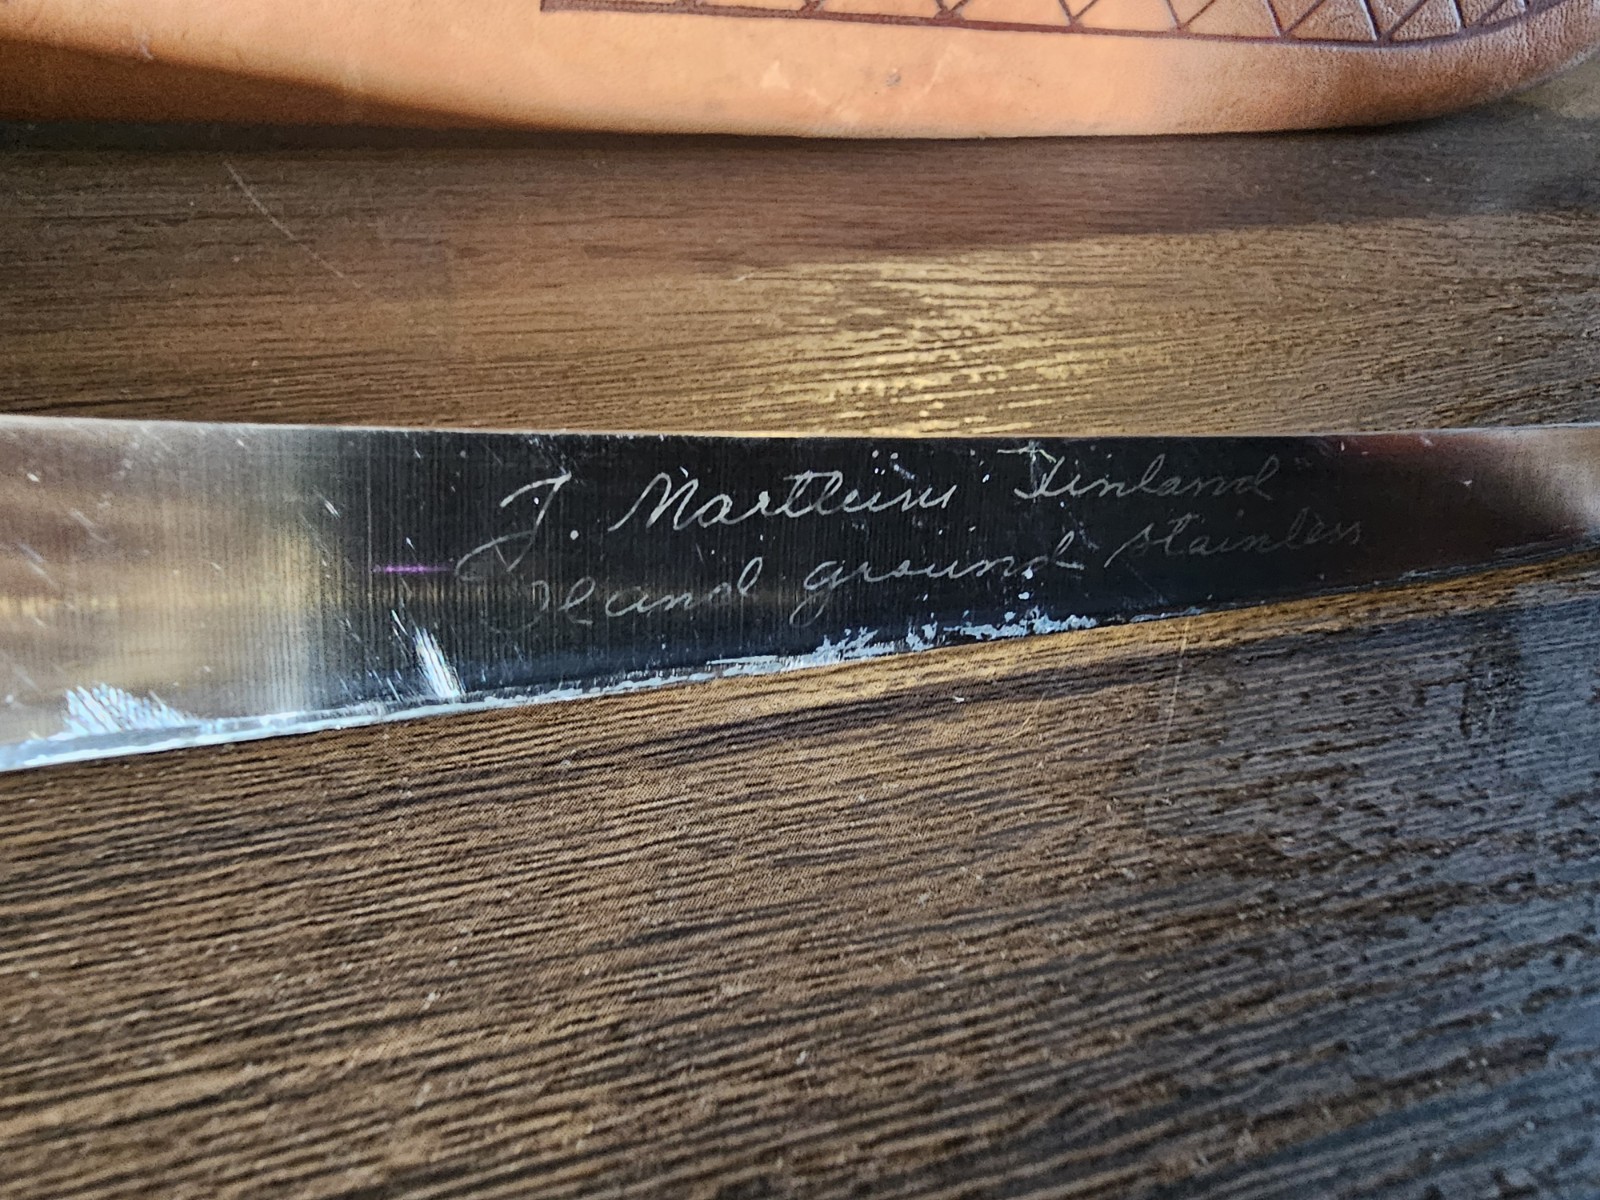 J. Marttiini Finland
Hand ground stainless